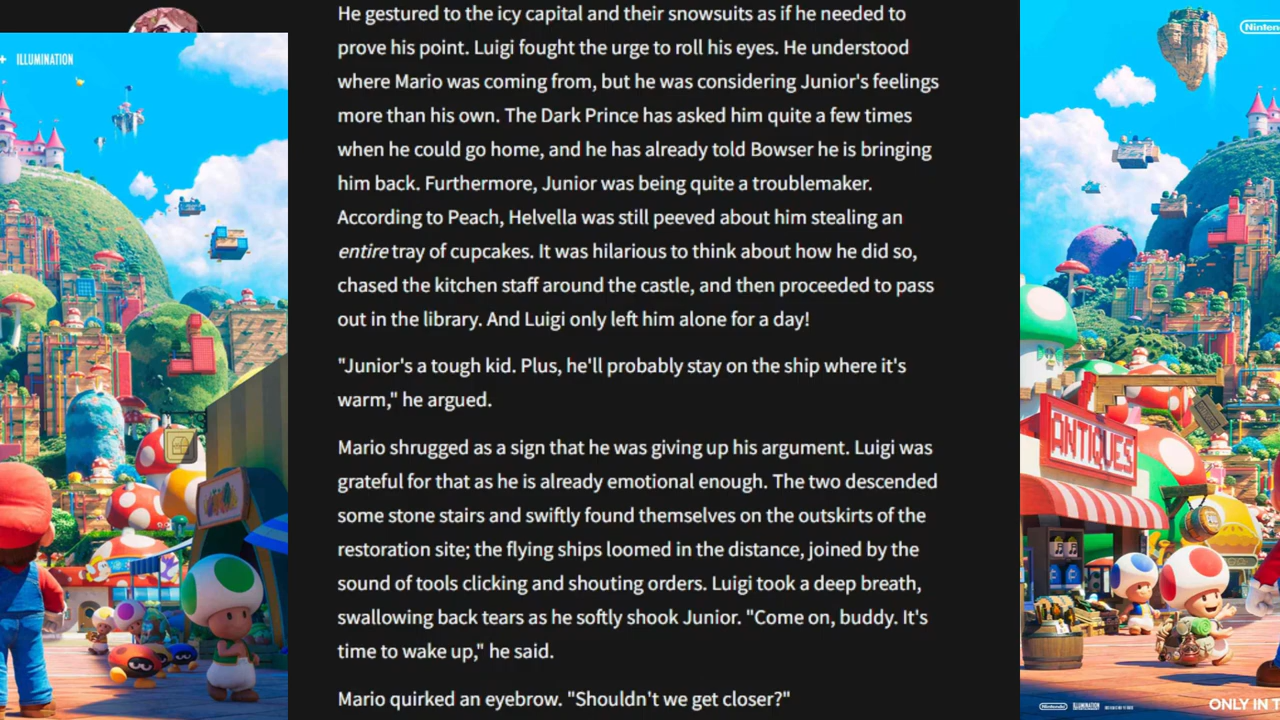 ILLUMINATION
He gestured to the icy capital and their snowsuits as if he needed to
prove his point. Luigi fought the urge to roll his eyes. He understood
where Mario was coming from, but he was considering Junior's feelings
more than his own. The Dark Prince has asked him quite a few times
when he could go home, and he has already told Bowser he is bringing
him back. Furthermore, Junior was being quite a troublemaker.
According to Peach, Helvella was still peeved about him stealing an
entire tray of cupcakes. It was hilarious to think about how he did so,
chased the kitchen staff around the castle, and then proceeded to pass
out in the library. And Luigi only left him alone for a day!
"Junior's a tough kid. Plus, he'll probably stay on the ship where it's
warm," he argued.
Mario shrugged as a sign that he was giving up his argument. Luigi was
grateful for that as he is already emotional enough. The two descended
some stone stairs and swiftly found themselves on the outskirts of the
restoration site; the flying ships loomed in the distance, joined by the
sound of tools clicking and shouting orders. Luigi took a deep breath,
swallowing back tears as he softly shook Junior. "Come on, buddy. It's
time to wake up," he said.
Mario quirked an eyebrow. "Shouldn't we get closer?"
Ninten
ANTIQUES
Nintendo
ILLUMINATION
ONLY IN T